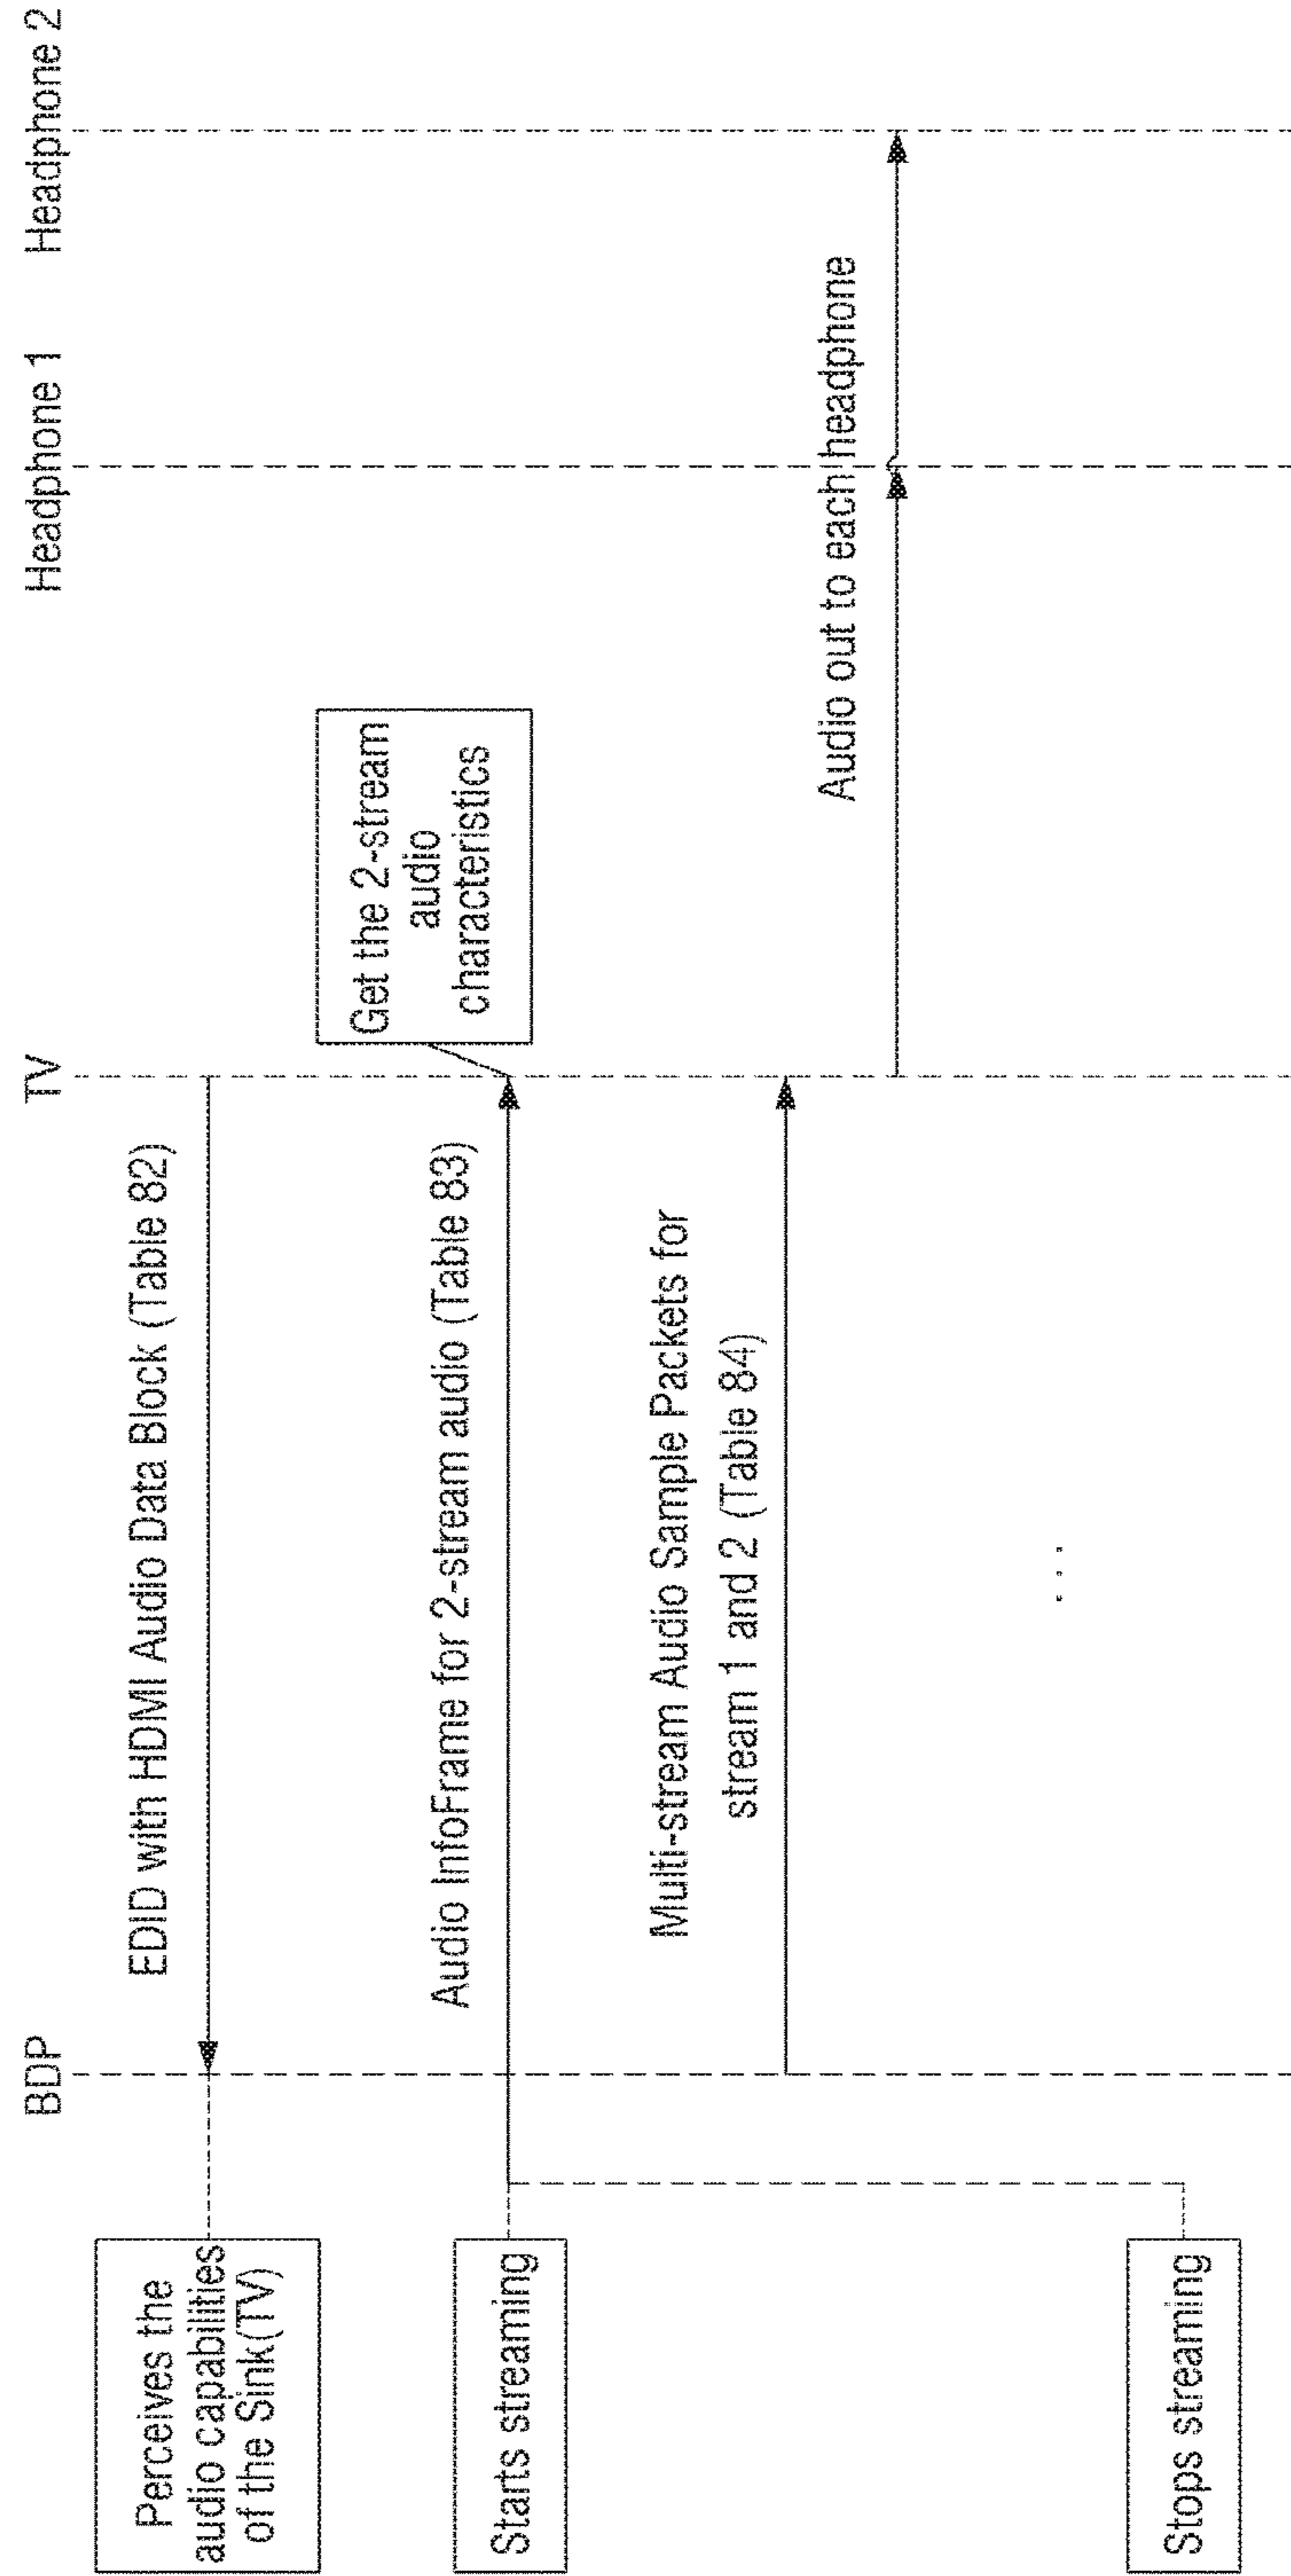 BDP
TV
Headphone 1
Headphone 2
Perceives the
audio capabilities
of the Sink(TV)
EDID with HDMI Audio Data Block (Table 82)
Starts streaming
Audio InfoFrame for 2-stream audio (Table 83)
Get the 2-stream
audio
characteristics
Multi-stream Audio Sample Packets for
stream 1 and 2 (Table 84)
Audio out to each headphone
...
Stops streaming